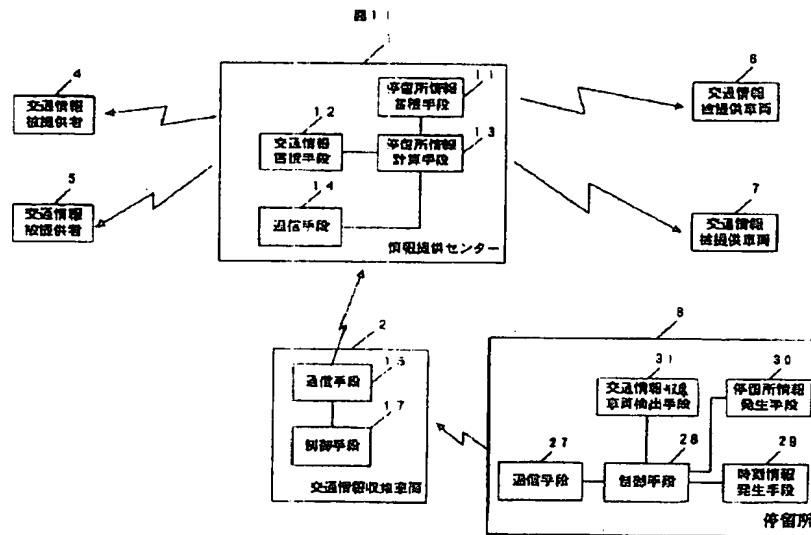 図11
1
4
交通情報
被提供者
5
交通情報
被提供者
11
停留所情報
蓄積手段
12
交通情報
蓄積手段
13
停留所情報
計算手段
14
通信手段
情報提供センター
6
交通情報
被提供車両
7
交通情報
被提供車両
2
通信手段
17
制御手段
交通情報収集車両
8
31
交通情報収集
車両検出手段
30
停留所情報
発生手段
27
通信手段
28
制御手段
29
時刻情報
発生手段
停留所